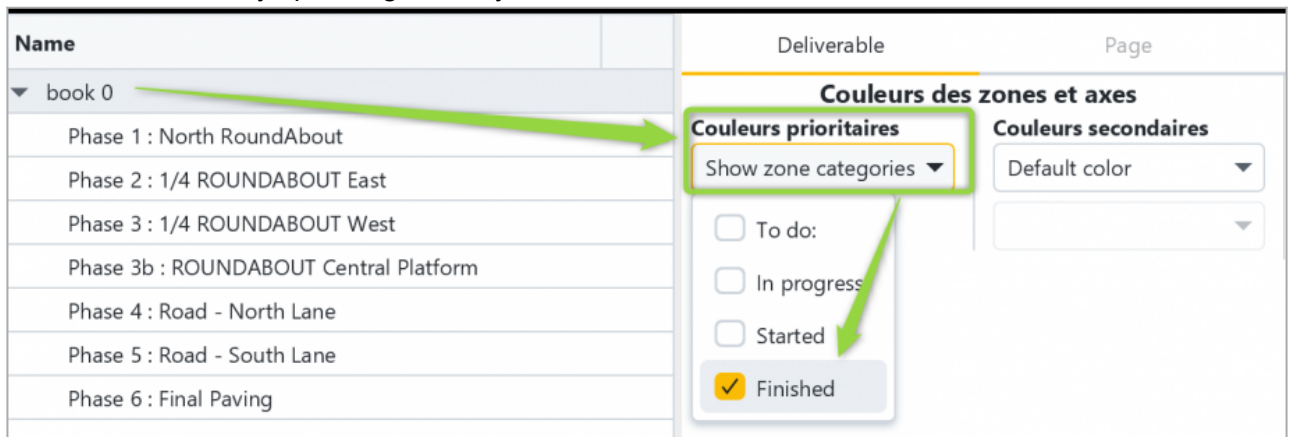 Name
Deliverable
Page
book 0
Phase 1 : North RoundAbout
Phase 2 : 1/4 ROUNDABOUT East
Phase 3 : 1/4 ROUNDABOUT West
Phase 3b : ROUNDABOUT Central Platform
Phase 4 : Road - North Lane
Phase 5 : Road - South Lane
Phase 6 : Final Paving
Couleurs des zones et axes
Couleurs prioritaires
Show zone categories
To do:
In progress
Started
Finished
Couleurs secondaires
Default color